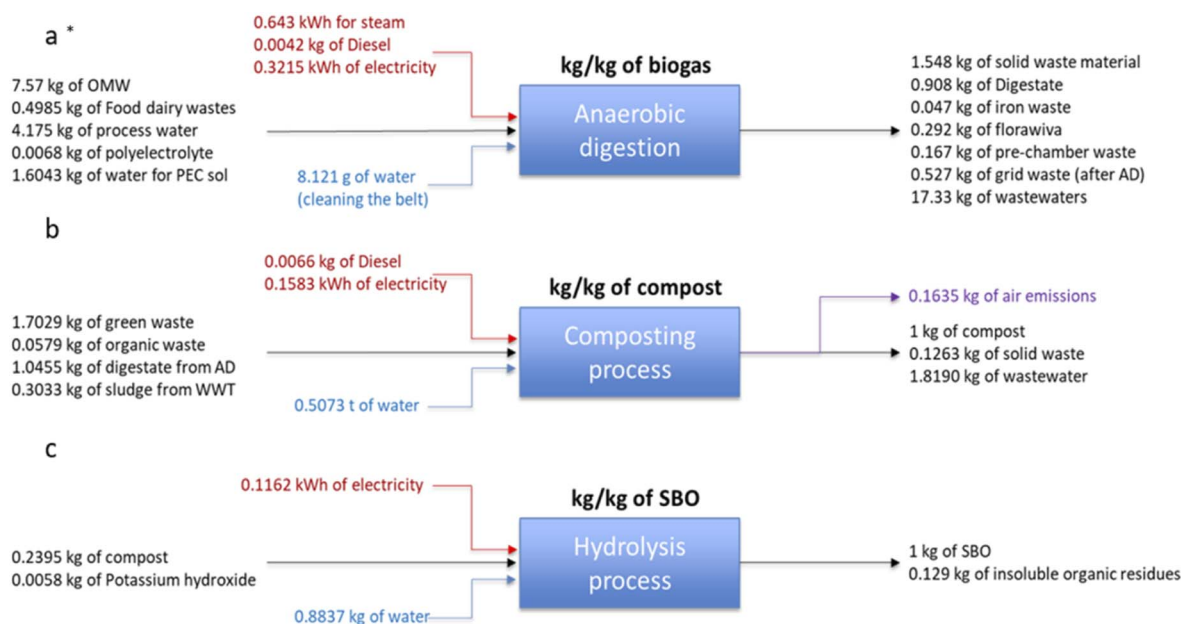 a *
0.643 kWh for steam
0.0042 kg of Diesel
0.3215 kWh of electricity
7.57 kg of OMW
0.4985 kg of Food dairy wastes
4.175 kg of process water
0.0068 kg of polyelectrolyte
1.6043 kg of water for PEC sol
8.121 g of water
(cleaning the belt)
kg/kg of biogas
Anaerobic
digestion
1.548 kg of solid waste material
0.908 kg of Digestate
0.047 kg of iron waste
0.292 kg of florawiva
0.167 kg of pre-chamber waste
0.527 kg of grid waste (after AD)
17.33 kg of wastewaters
b
0.0066 kg of Diesel
0.1583 kWh of electricity
1.7029 kg of green waste
0.0579 kg of organic waste
1.0455 kg of digestate from AD
0.3033 kg of sludge from WWT
0.5073 t of water
kg/kg of compost
Composting
process
0.1635 kg of air emissions
1 kg of compost
0.1263 kg of solid waste
1.8190 kg of wastewater
c
0.1162 kWh of electricity
0.2395 kg of compost
0.0058 kg of Potassium hydroxide
0.8837 kg of water
kg/kg of SBO
Hydrolysis
process
1 kg of SBO
0.129 kg of insoluble organic residues